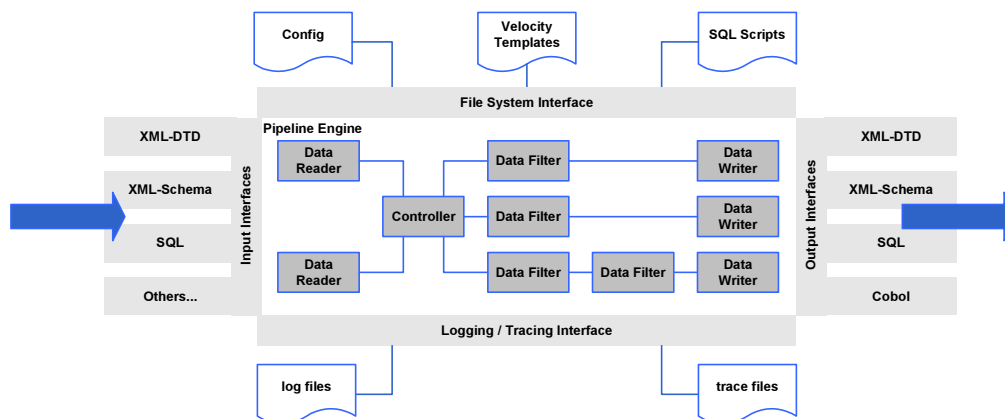 Config
Velocity
Templates
SQL Scripts
File System Interface
XML-DTD
XML-Schema
SQL
Others...
Input Interfaces
Pipeline Engine
Data
Reader
Data
Reader
Controller
Data Filter
Data Filter
Data Filter
Data Filter
Data
Writer
Data
Writer
Data
Writer
Output Interfaces
XML-DTD
XML-Schema
SQL
Cobol
Logging / Tracing Interface
log files
trace files